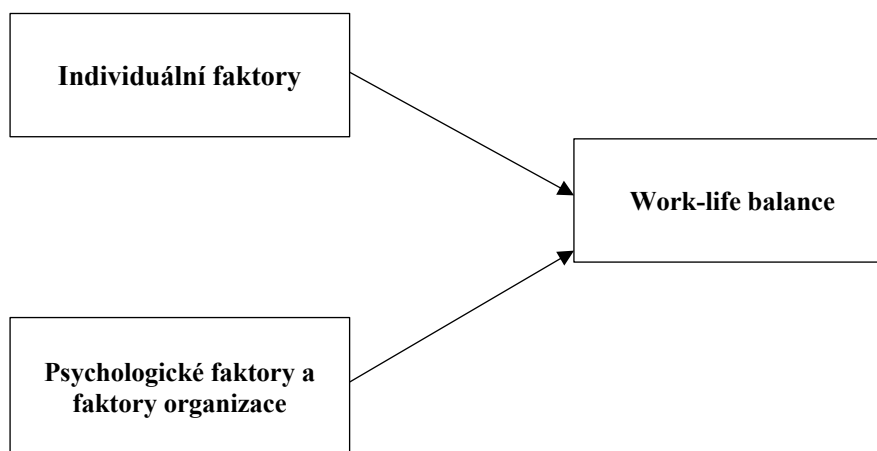 Individuální faktory
Work-life balance
Psychologické faktory a
faktory organizace